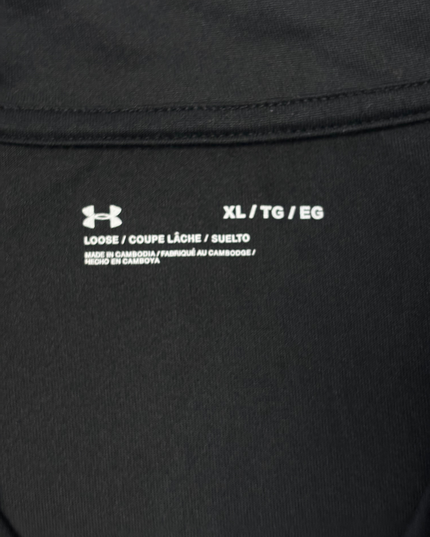 XL / TG / EG
LOOSE / COUPE LÂCHE / SUELTO
MADE IN CAMBODIA / FABRIQUÉ AU CAMBODGE /
HECHO EN CAMBOYA